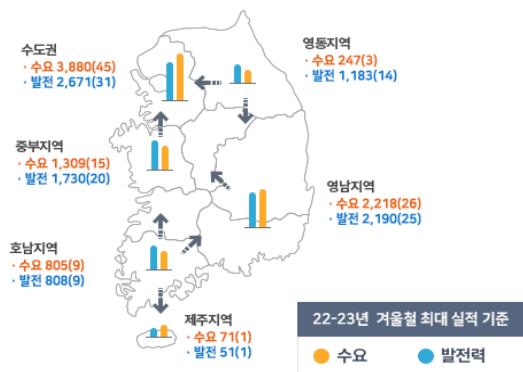 수도권
· 수요 3,880(45)
· 발전 2,671(31)
영동지역
· 수요 247(3)
· 발전 1,183(14)
중부지역
· 수요 1,309(15)
· 발전 1,730(20)
영남지역
· 수요 2,218(26)
· 발전 2,190(25)
호남지역
· 수요 805(9)
· 발전 808(9)
제주지역
· 수요 71(1)
· 발전 51(1)
22-23년 겨울철 최대 실적 기준
수요 발전력